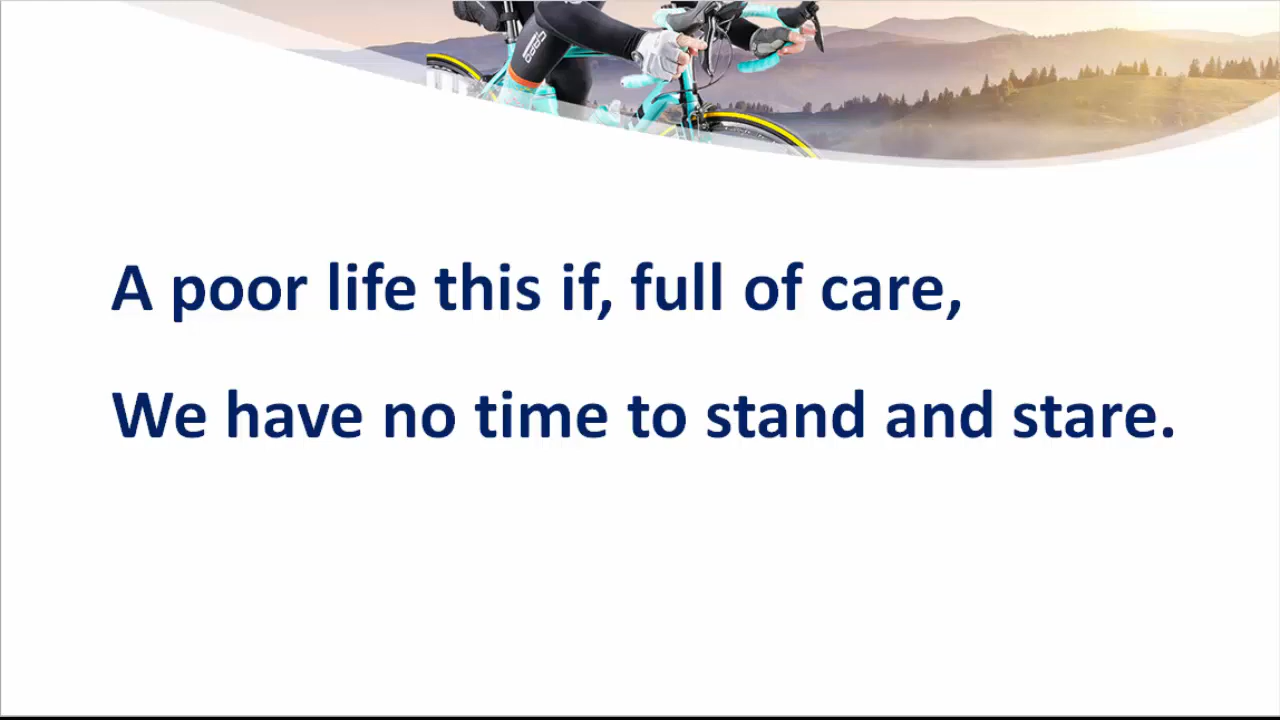 A poor life this if, full of care,
We have no time to stand and stare.